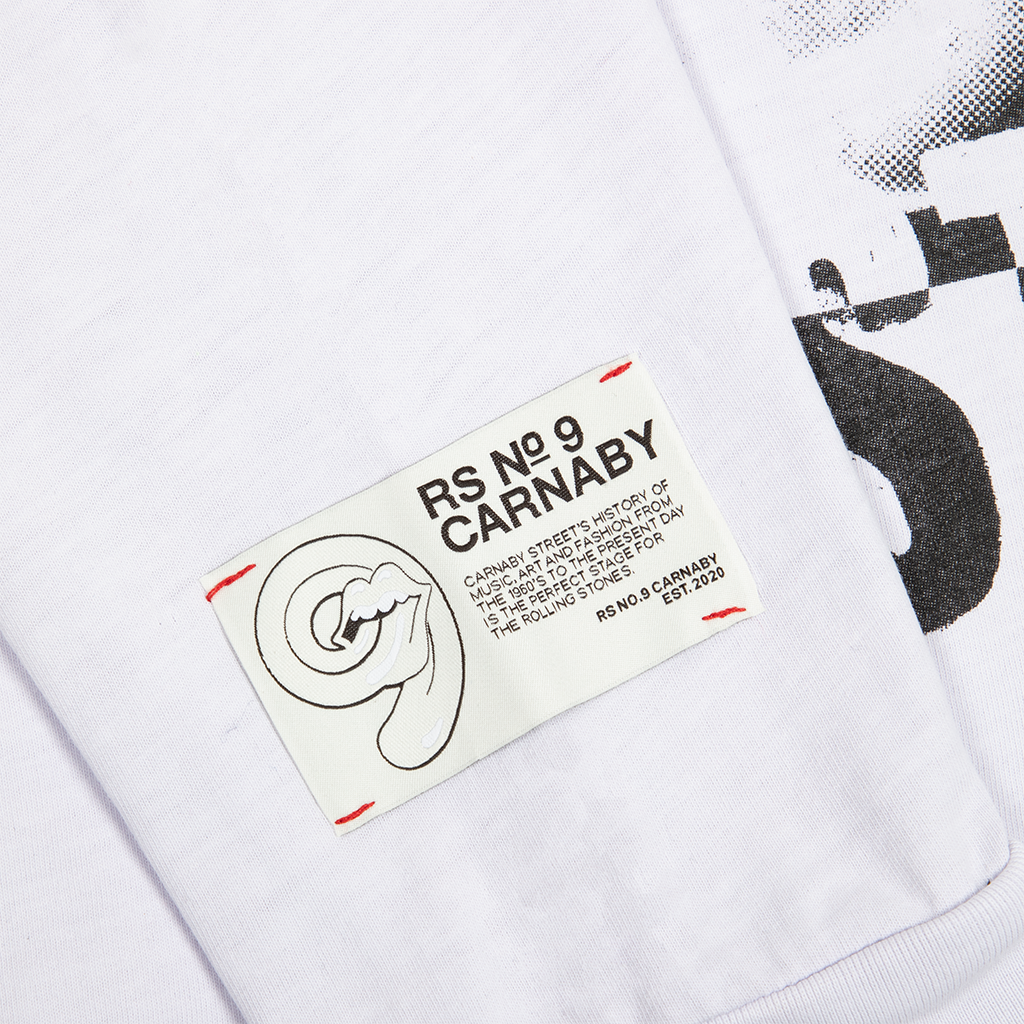 RS Nº 9
CARNABY
CARNABY STREET'S HISTORY OF
MUSIC, ART AND FASHION FROM
THE 1960'S TO THE PRESENT DAY
IS THE PERFECT STAGE FOR
THE ROLLING STONES.
RS NO. 9 CARNABY
EST. 2020